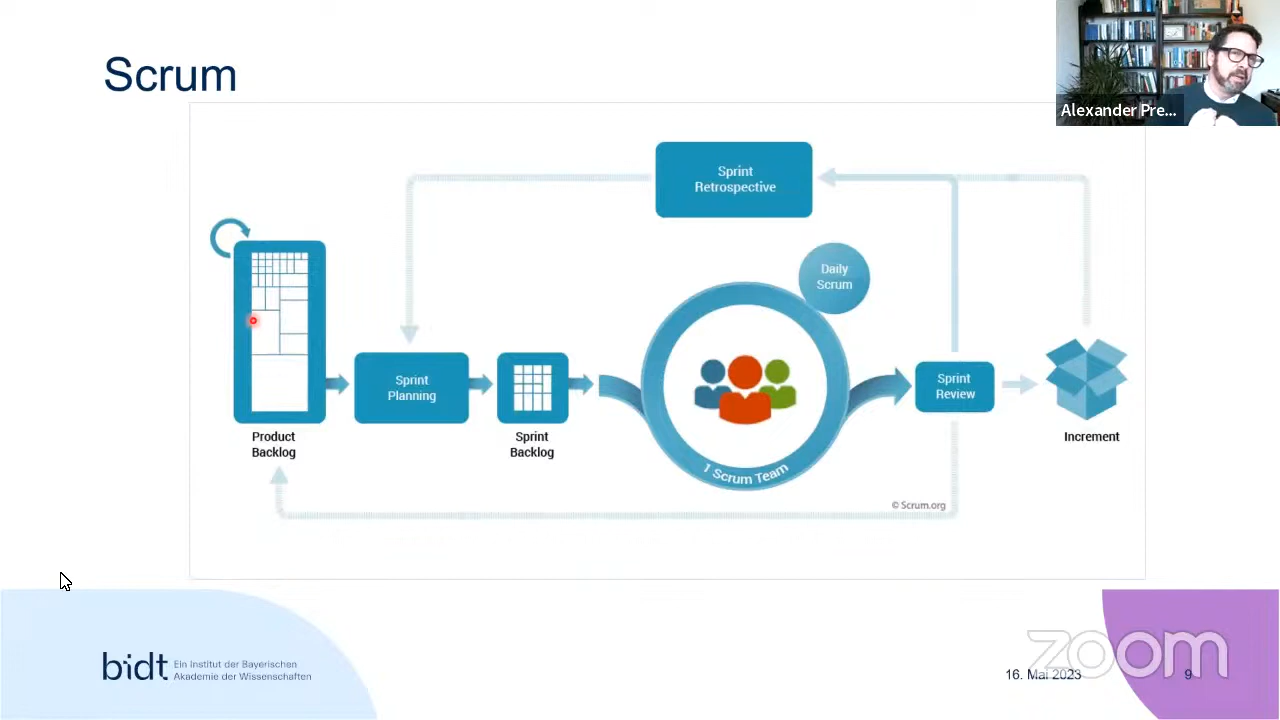 Scrum
Alexander Pre...
Sprint
Retrospective
Daily
Scrum
Sprint
Planning
Sprint
Review
Product
Backlog
Sprint
Backlog
1 Scrum Team
Increment
© Scrum.org
bidt
Ein Institut der Bayerischen
Akademie der Wissenschaften
zoom
16. Mai 2023
9